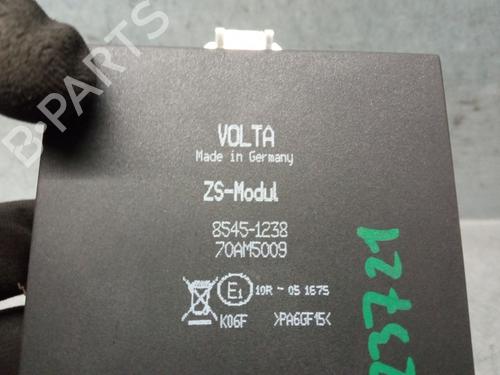 VOLTA
Made in Germany
ZS-Modul
8545-1238
70AM5009
E1 10R - 05 1675
K06F >PA6GF15<
23721
B-PARTS